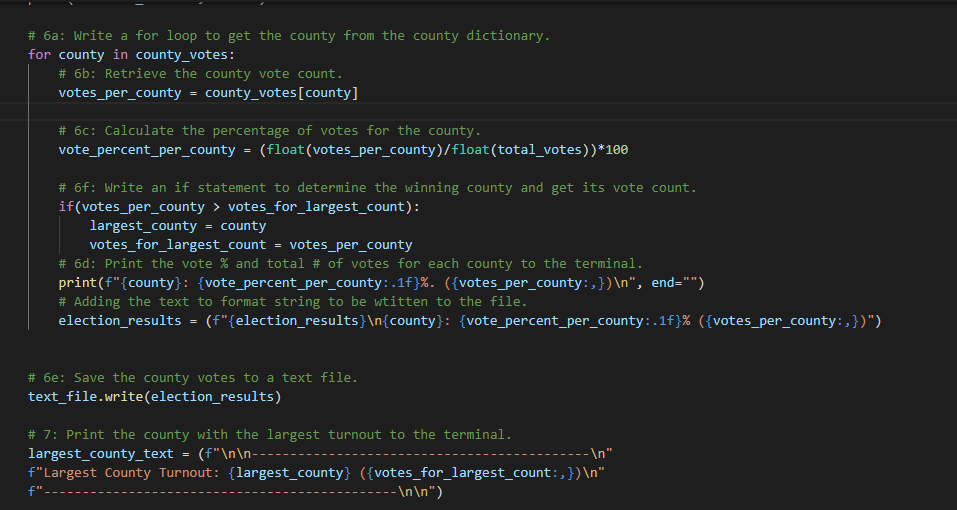 # 6a: Write a for loop to get the county from the county dictionary.
for county in county_votes:
    # 6b: Retrieve the county vote count.
    votes_per_county = county_votes[county]
    # 6c: Calculate the percentage of votes for the county.
    vote_percent_per_county = (float(votes_per_county)/float(total_votes))*100
    # 6f: Write an if statement to determine the winning county and get its vote count.
    if(votes_per_county > votes_for_largest_count):
        largest_county = county
        votes_for_largest_count = votes_per_county
    # 6d: Print the vote % and total # of votes for each county to the terminal.
    print(f"{county}: {vote_percent_per_county:.1f}%. ({votes_per_county:,})\n", end="")
    # Adding the text to format string to be wtitten to the file.
    election_results = (f"{election_results}\n{county}: {vote_percent_per_county:.1f}% ({votes_per_county:,})")
# 6e: Save the county votes to a text file.
text_file.write(election_results)
# 7: Print the county with the largest turnout to the terminal.
largest_county_text = (f"\n\n--------------------------------------------\n"
f"Largest County Turnout: {largest_county} ({votes_for_largest_count:,})\n"
f"----------------------------------------------\n\n")